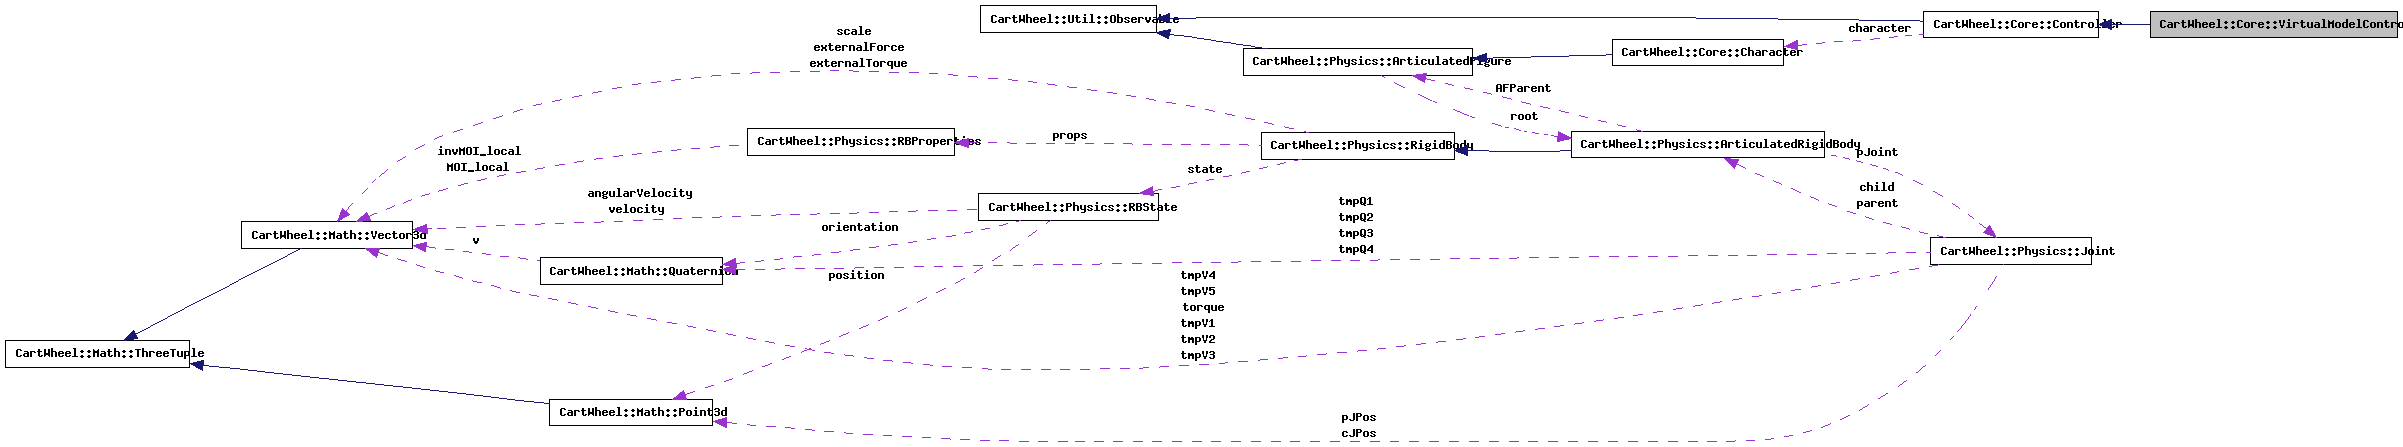 CartWheel::Util::Observable
CartWheel::Core::Controller
CartWheel::Core::VirtualModelContro
character
scale
externalForce
externalTorque
CartWheel::Core::Character
CartWheel::Physics::ArticulatedFigure
AFParent
root
props
CartWheel::Physics::RBProperties
CartWheel::Physics::RigidBody
CartWheel::Physics::ArticulatedRigidBody
pJoint
invMOI_local
MOI_local
state
angularVelocity
velocity
CartWheel::Physics::RBState
child
parent
tmpQ1
tmpQ2
tmpQ3
tmpQ4
CartWheel::Math::Vector3d
v
orientation
CartWheel::Physics::Joint
CartWheel::Math::Quaternion
position
tmpV4
tmpV5
torque
tmpV1
tmpV2
tmpV3
CartWheel::Math::ThreeTuple
CartWheel::Math::Point3d
pJPos
cJPos